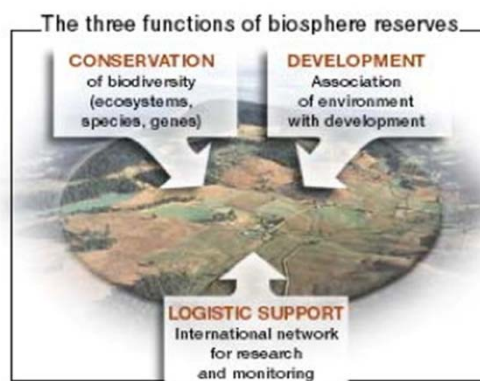 The three functions of biosphere reserves
CONSERVATION
of biodiversity
(ecosystems,
species, genes)
DEVELOPMENT
Association
of environment
with development
LOGISTIC SUPPORT
International network
for research
and monitoring